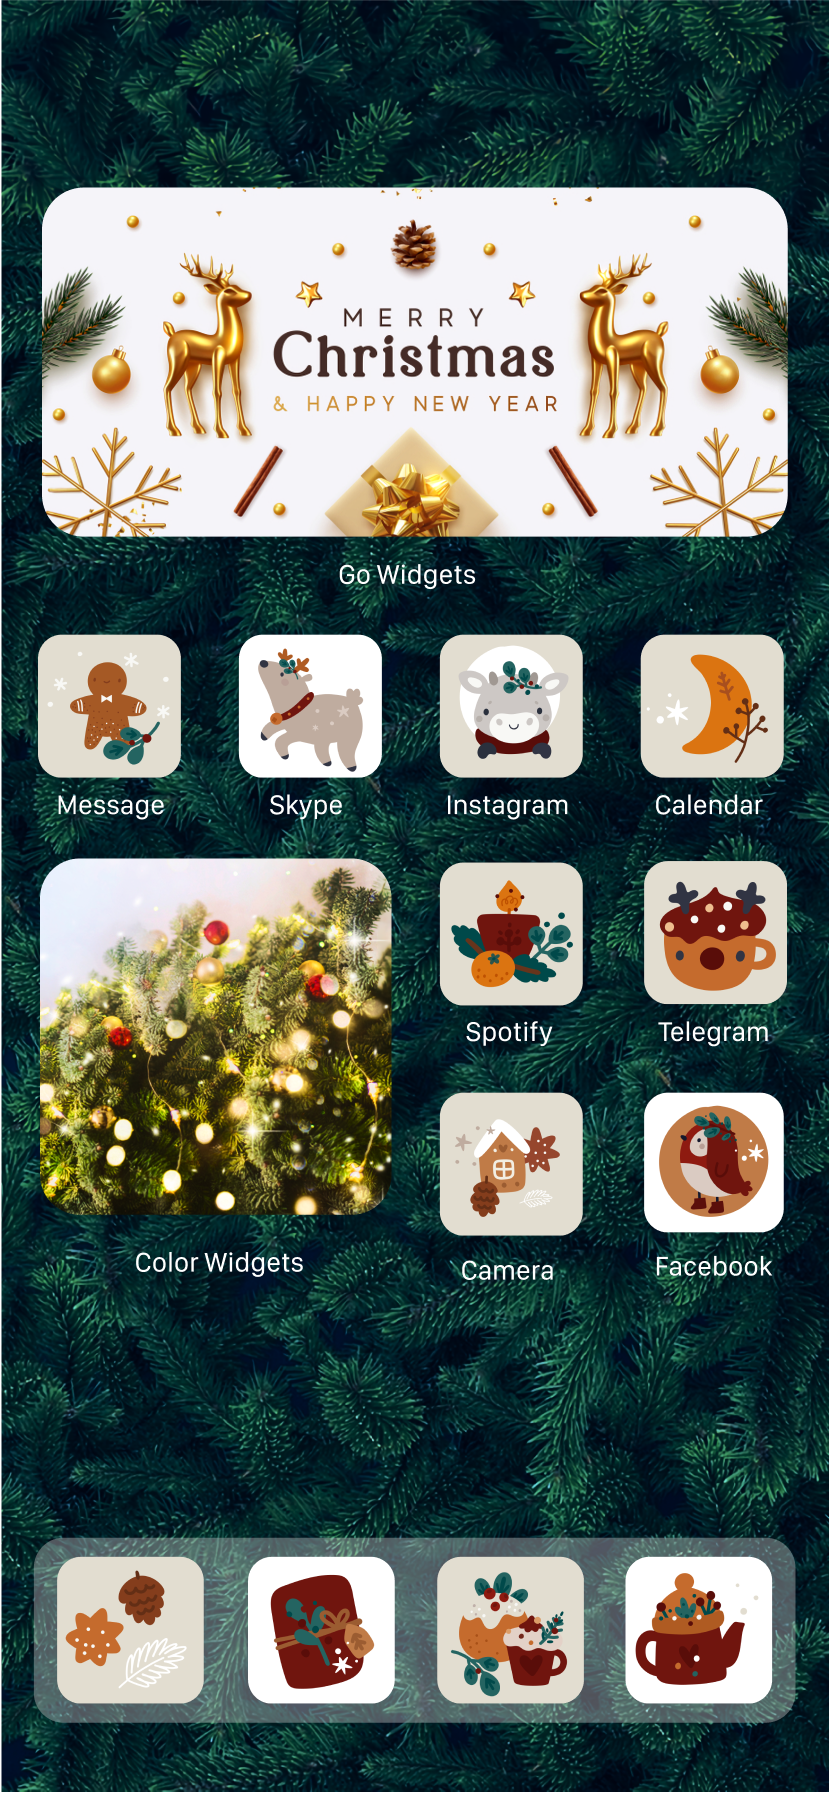 MERRY
Christmas
& HAPPY NEW YEAR
Go Widgets
Message
Skype
Instagram
Calendar
Spotify
Telegram
Color Widgets
Camera
Facebook